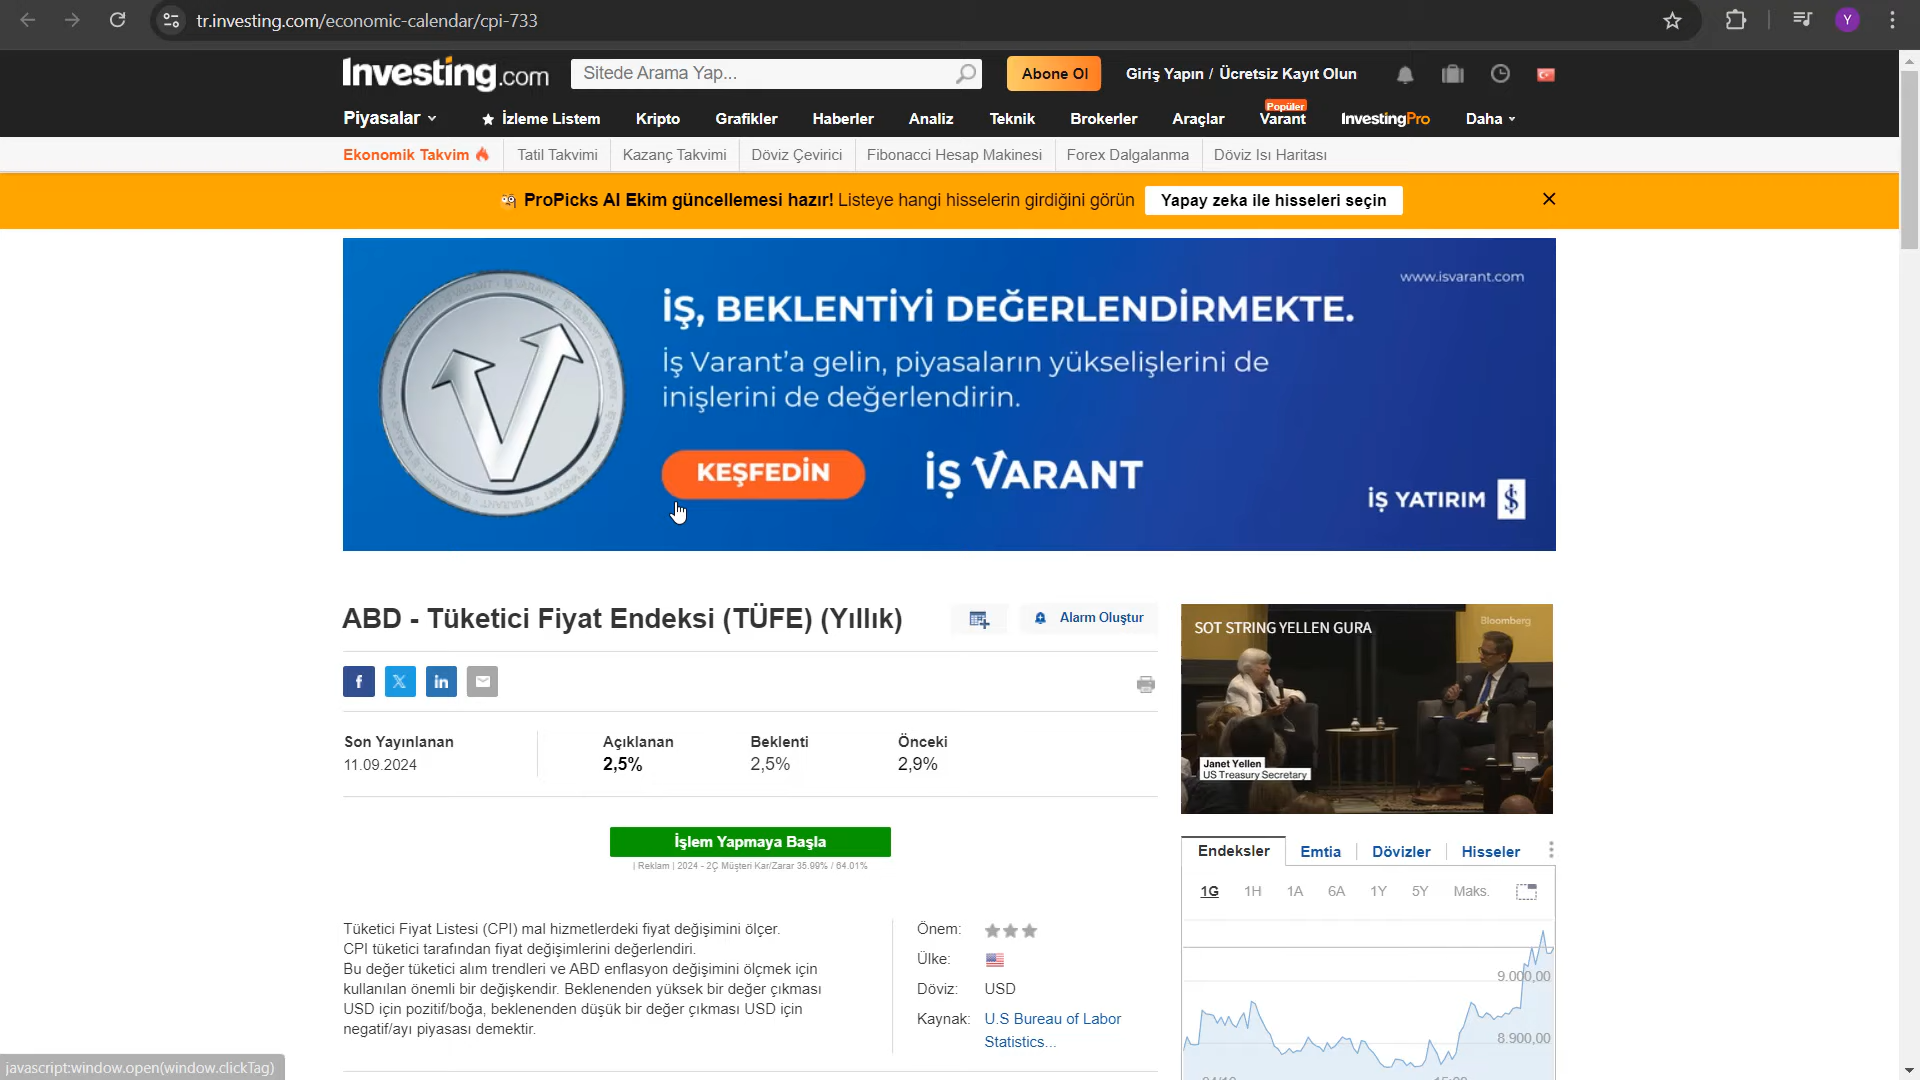 tr.investing.com/economic-calendar/cpi-733
Y
Investing.com
Sitede Arama Yap...
Abone Ol
Giriş Yapın / Ücretsiz Kayıt Olun
Piyasalar
İzleme Listem
Kripto
Grafikler
Haberler
Analiz
Teknik
Brokerler
Araçlar
Popüler
Varant
InvestingPro
Daha
Ekonomik Takvim
Tatil Takvimi
Kazanç Takvimi
Döviz Çevirici
Fibonacci Hesap Makinesi
Forex Dalgalanma
Döviz Isı Haritası
ProPicks AI Ekim güncellemesi hazır! Listeye hangi hisselerin girdiğini görün
Yapay zeka ile hisseleri seçin
www.isvarant.com
İŞ, BEKLENTİYİ DEĞERLENDİRMEKTE.
İş Varant'a gelin, piyasaların yükselişlerini de
inişlerini de değerlendirin.
KEŞFEDİN
İŞ VARANT
İŞ YATIRIM
ABD - Tüketici Fiyat Endeksi (TÜFE) (Yıllık)
Alarm Oluştur
SOT STRING YELLEN GURA
Bloomberg
Janet Yellen
US Treasury Secretary
Son Yayınlanan
11.09.2024
Açıklanan
2,5%
Beklenti
2,5%
Önceki
2,9%
İşlem Yapmaya Başla
| Reklam | 2024 - 2Ç Müşteri Kar/Zarar 35.99% / 64.01%
Tüketici Fiyat Listesi (CPI) mal hizmetlerdeki fiyat değişimini ölçer.
CPI tüketici tarafından fiyat değişimlerini değerlendiri.
Bu değer tüketici alım trendleri ve ABD enflasyon değişimini ölçmek için
kullanılan önemli bir değişkendir. Beklenenden yüksek bir değer çıkması
USD için pozitif/boğa, beklenenden düşük bir değer çıkması USD için
negatif/ayı piyasası demektir.
Önem:
Ülke:
Döviz: USD
Kaynak: U.S Bureau of Labor
Statistics...
Endeksler
Emtia
Dövizler
Hisseler
1G
1H
1A
6A
1Y
5Y
Maks.
9.000,00
8.900,00
javascript:window.open(window.clickTag)